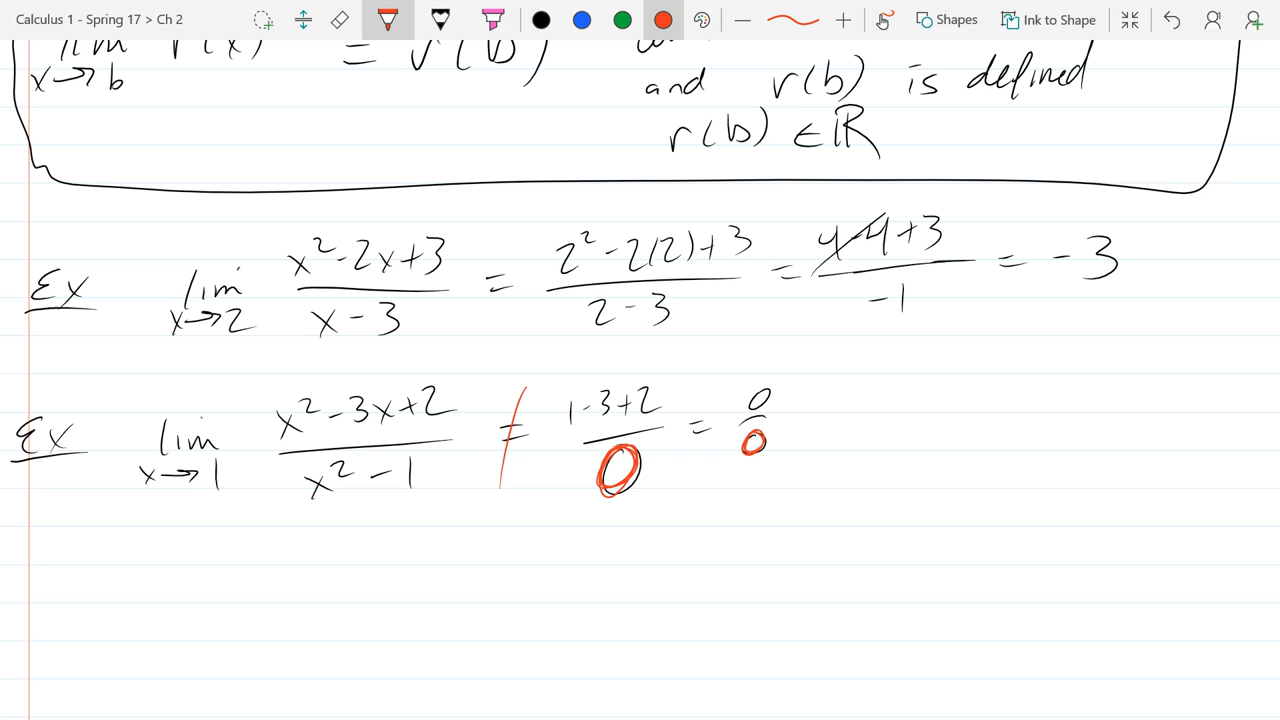 Calculus 1 - Spring 17 > Ch 2
Shapes
Ink to Shape
lim r(x) = r(b)
x→b
and r(b) is defined
r(b) ∈ ℝ
Ex lim x→2 (x² - 2x + 3)/(x - 3) = (2² - 2(2) + 3)/(2 - 3) = (4 - 4 + 3)/(-1) = -3
Ex lim x→1 (x² - 3x + 2)/(x² - 1) ≠ (1 - 3 + 2)/0 = 0/0